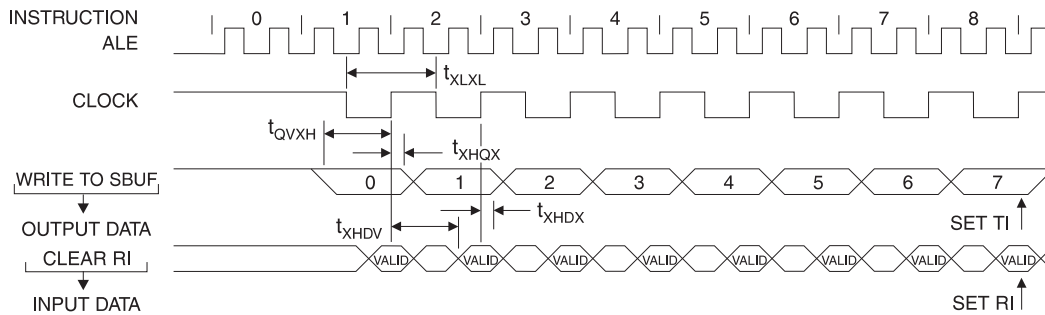 INSTRUCTION 0 1 2 3 4 5 6 7 8
ALE
tXLXL
CLOCK
tQVXH
tXHQX
WRITE TO SBUF 0 1 2 3 4 5 6 7
tXHDV tXHDX
OUTPUT DATA SET TI
CLEAR RI VALID VALID VALID VALID VALID VALID VALID VALID
INPUT DATA SET RI